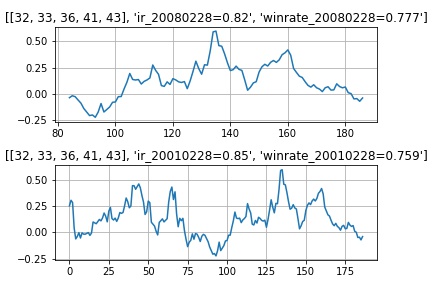 [[32, 33, 36, 41, 43], 'ir_20080228=0.82', 'winrate_20080228=0.777']
0.50
0.25
0.00
−0.25
80 100 120 140 160 180
[[32, 33, 36, 41, 43], 'ir_20010228=0.85', 'winrate_20010228=0.759']
0.50
0.25
0.00
−0.25
0 25 50 75 100 125 150 175